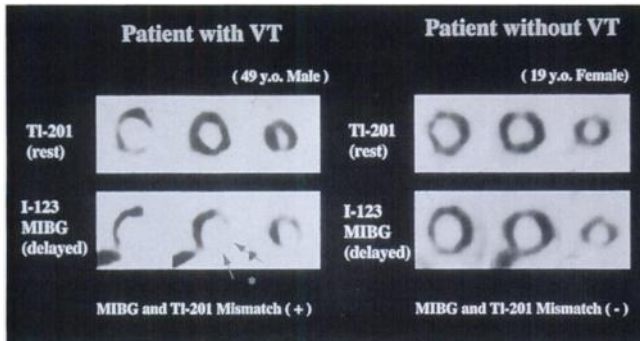 Patient with VT
( 49 y.o. Male )
Tl-201
(rest)
I-123
MIBG
(delayed)
*
MIBG and Tl-201 Mismatch ( + )
Patient without VT
( 19 y.o. Female)
Tl-201
(rest)
I-123
MIBG
(delayed)
MIBG and Tl-201 Mismatch ( - )